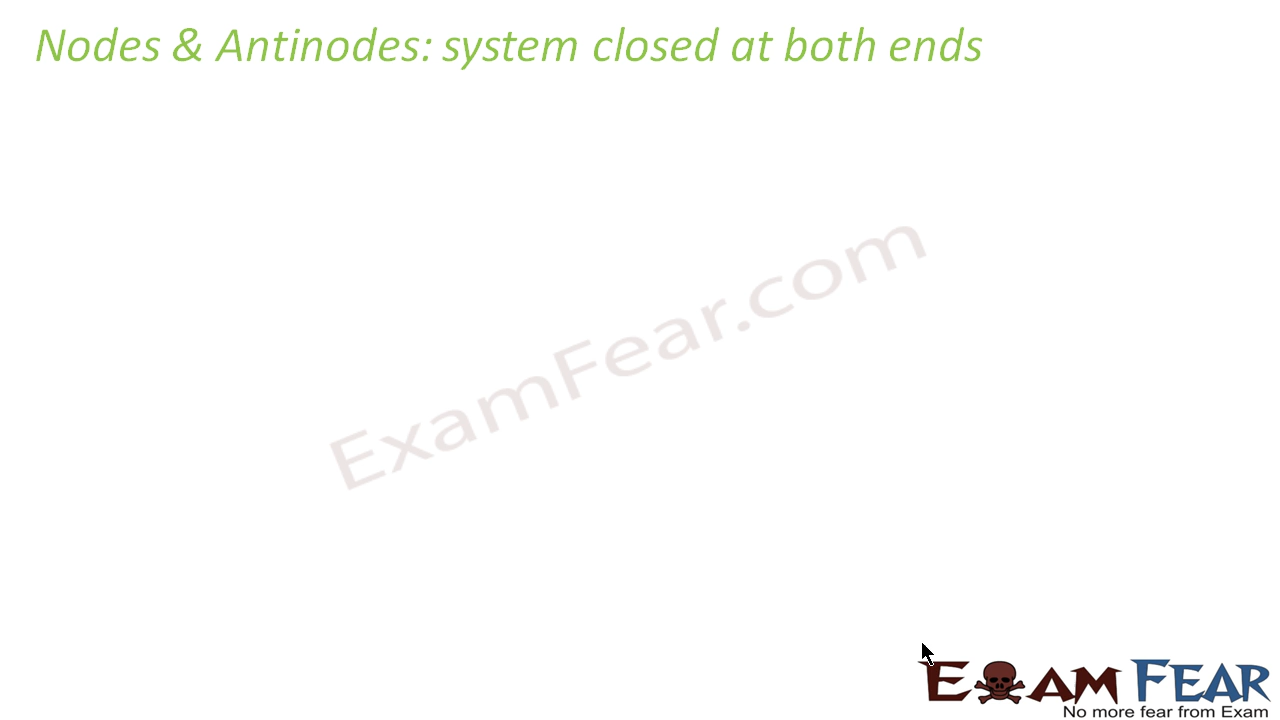 Nodes & Antinodes: system closed at both ends
ExamFear.com
EXAM FEAR
No more fear from Exam